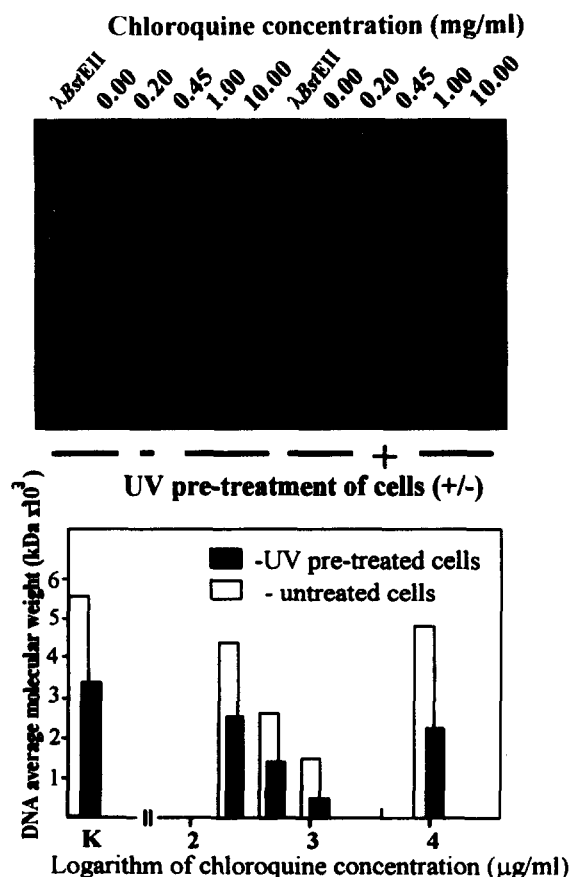 Chloroquine concentration (mg/ml)
λBstEII 0.00 0.20 0.45 1.00 10.00 λBstEII 0.00 0.20 0.45 1.00 10.00
- +
UV pre-treatment of cells (+/-)
DNA average molecular weight (kDa x10³)
-UV pre-treated cells
- untreated cells
6
5
4
3
2
1
K 2 3 4
Logarithm of chloroquine concentration (μg/ml)